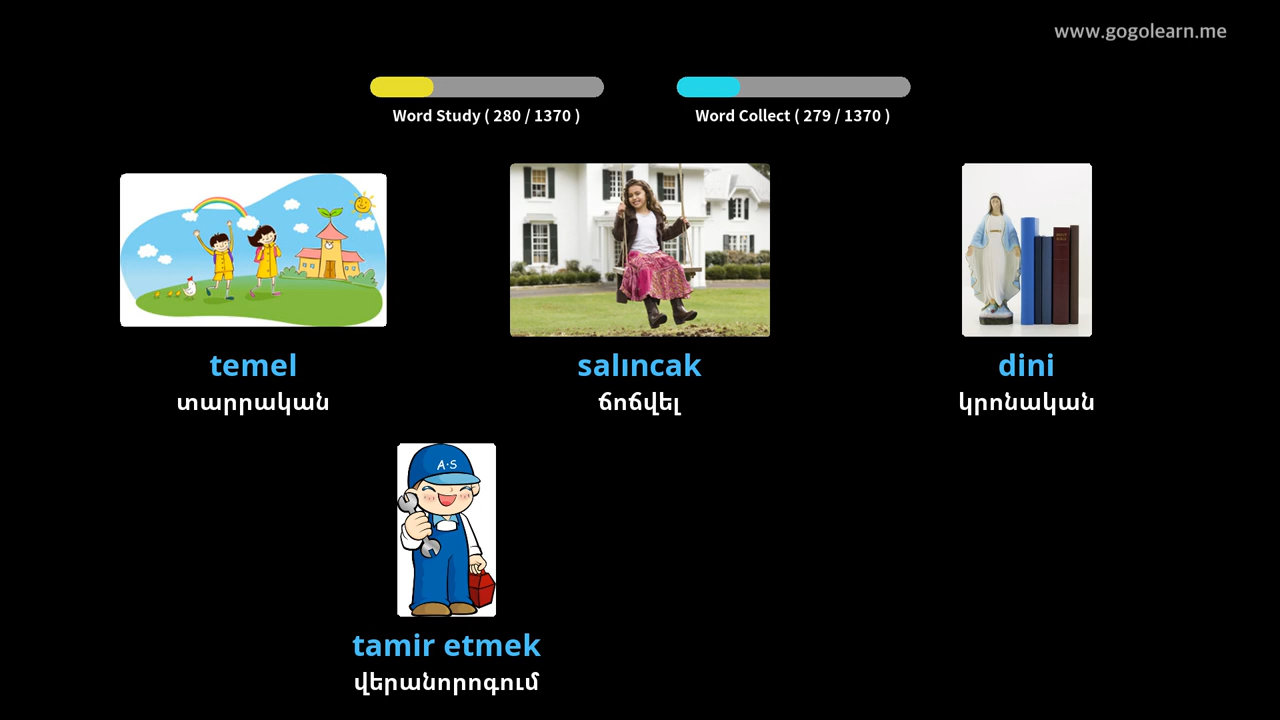 www.gogolearn.me
Word Study ( 280 / 1370 )
Word Collect ( 279 / 1370 )
temel
տարրական
salıncak
ճոճվել
dini
կրոնական
A·S
tamir etmek
վերանորոգում